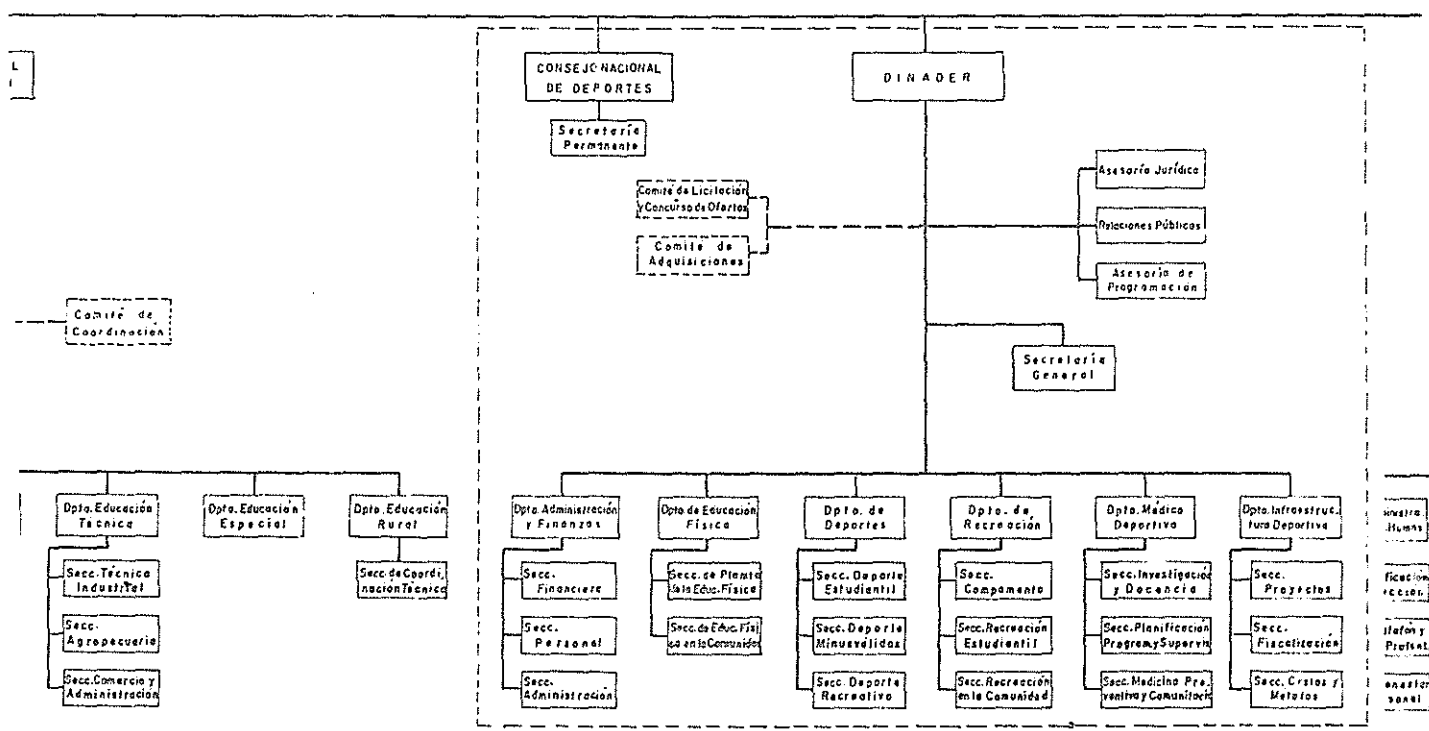 L
CONSEJO NACIONAL
DE DEPORTES
DINADER
Secretaría
Permanente
Asesoría Jurídica
Comité de Licitación
y Concurso de Ofertas
Relaciones Públicas
Comité de
Adquisiciones
Asesoría de
Programación
Comité de
Coordinación
Secretaría
General
Dpto. Educación
Técnica
Dpto. Educación
Especial
Dpto. Educación
Rural
Dpto. Administración
y Finanzas
Dpto de Educación
Física
Dpto. de
Deportes
Dpto. de
Recreación
Dpto. Médico
Deportivo
Dpto. Infraestruc.
tura Deportiva
Secc. Técnica
Industrial
Secc. de Coordi.
nación Técnica
Secc.
Financiera
Secc. de
Educ. Física
Secc. Deporte
Estudiantil
Secc.
Campamento
Secc. Investigación
y Docencia
Secc.
Proyectos
Secc.
Agropecuaria
Secc.
Personal
Secc. de Educ. Físi
ca en la Comunidad
Secc. Deporte
Minusválidos
Secc. Recreación
Estudiantil
Secc. Planificación
Program y Supervis
Secc.
Fiscalización
Secc. Comercio y
Administración
Secc.
Administración
Secc. Deporte
Recreativo
Secc. Recreación
en la Comunidad
Secc. Medicina Pre
ventiva y Comunitaria
Secc. Costos y